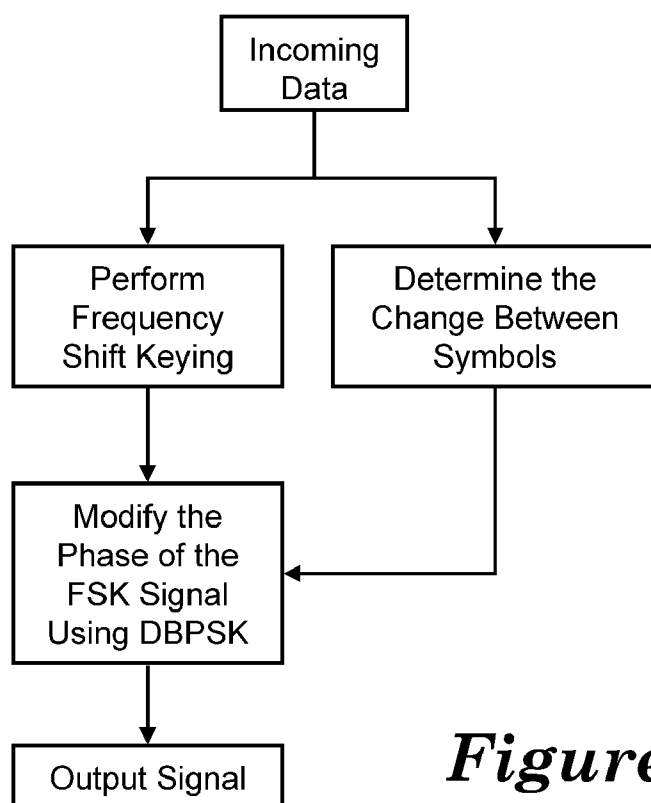 Incoming
Data
Perform
Frequency
Shift Keying
Determine the
Change Between
Symbols
Modify the
Phase of the
FSK Signal
Using DBPSK
Output Signal
Figure